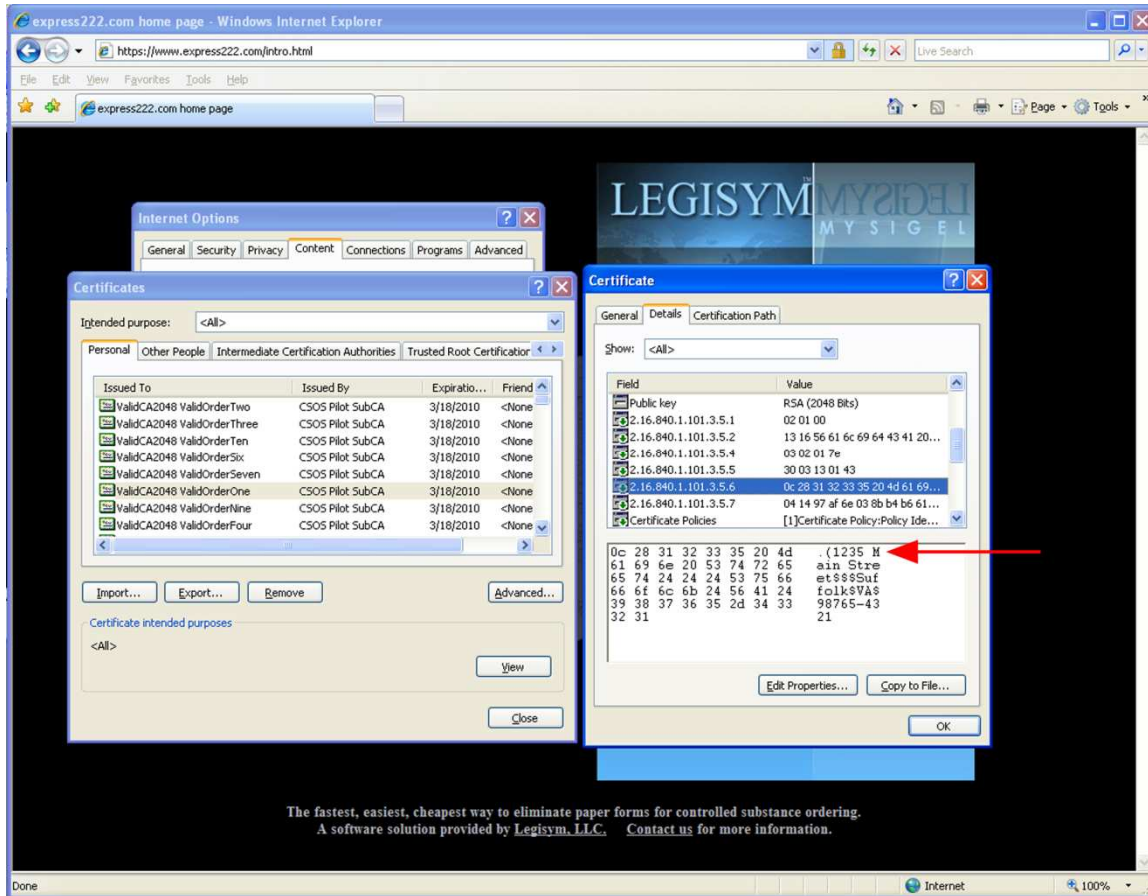 express222.com home page - Windows Internet Explorer
https://www.express222.com/intro.html
Live Search
File Edit View Favorites Tools Help
express222.com home page
Page Tools
LEGISYM™
MY SIGEL
Internet Options
General Security Privacy Content Connections Programs Advanced
Certificates
Intended purpose: <All>
Personal Other People Intermediate Certification Authorities Trusted Root Certification
Issued To Issued By Expiratio... Friend
ValidCA2048 ValidOrderTwo CSOS Pilot SubCA 3/18/2010 <None
ValidCA2048 ValidOrderThree CSOS Pilot SubCA 3/18/2010 <None
ValidCA2048 ValidOrderTen CSOS Pilot SubCA 3/18/2010 <None
ValidCA2048 ValidOrderSix CSOS Pilot SubCA 3/18/2010 <None
ValidCA2048 ValidOrderSeven CSOS Pilot SubCA 3/18/2010 <None
ValidCA2048 ValidOrderOne CSOS Pilot SubCA 3/18/2010 <None
ValidCA2048 ValidOrderNine CSOS Pilot SubCA 3/18/2010 <None
ValidCA2048 ValidOrderFour CSOS Pilot SubCA 3/18/2010 <None
Import... Export... Remove Advanced...
Certificate intended purposes
<All>
View
Close
Certificate
General Details Certification Path
Show: <All>
Field Value
Public key RSA (2048 Bits)
2.16.840.1.101.3.5.1 02 01 00
2.16.840.1.101.3.5.2 13 16 56 61 6c 69 64 43 41 20...
2.16.840.1.101.3.5.4 03 02 01 7e
2.16.840.1.101.3.5.5 30 03 13 01 43
2.16.840.1.101.3.5.6 0c 28 31 32 33 35 20 4d 61 69...
2.16.840.1.101.3.5.7 04 14 97 af 6e 03 8b b4 b6 61...
Certificate Policies [1]Certificate Policy:Policy Ide...
0c 28 31 32 33 35 20 4d .(1235 M
61 69 6e 20 53 74 72 65 ain Stre
65 74 24 24 24 53 75 66 et$$$Suf
66 6f 6c 6b 24 56 41 24 folk$VA$
39 38 37 36 35 2d 34 33 98765-43
32 31 21
Edit Properties... Copy to File...
OK
The fastest, easiest, cheapest way to eliminate paper forms for controlled substance ordering.
A software solution provided by Legisym, LLC. Contact us for more information.
Done Internet 100%